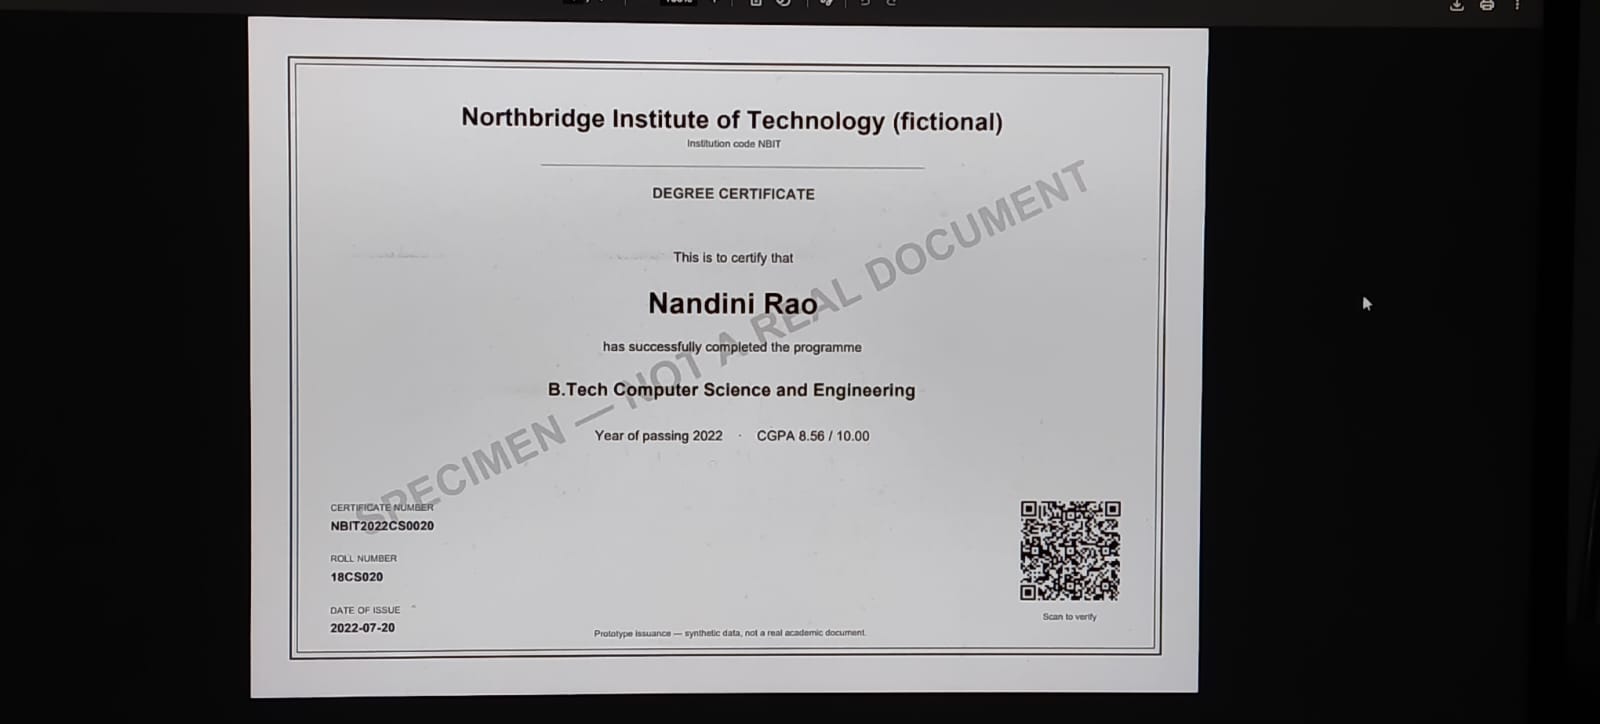 Northbridge Institute of Technology (fictional)
Institution code NBIT
DEGREE CERTIFICATE
This is to certify that
Nandini Rao
has successfully completed the programme
B.Tech Computer Science and Engineering
Year of passing 2022 · CGPA 8.56 / 10.00
SPECIMEN — NOT A REAL DOCUMENT
CERTIFICATE NUMBER
NBIT2022CS0020
ROLL NUMBER
18CS020
DATE OF ISSUE
2022-07-20
Scan to verify
Prototype issuance — synthetic data, not a real academic document.